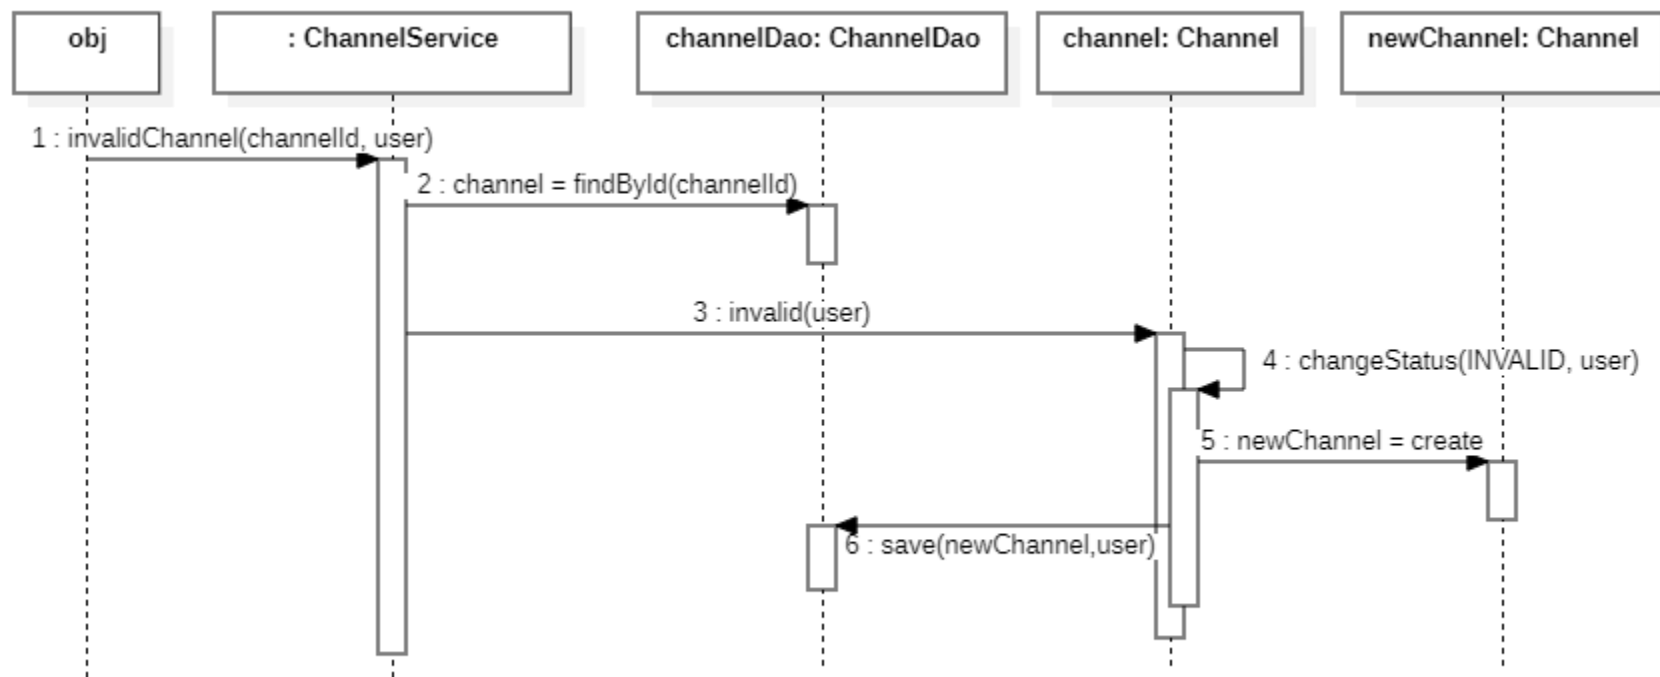 obj
: ChannelService
channelDao: ChannelDao
channel: Channel
newChannel: Channel
1 : invalidChannel(channelId, user)
2 : channel = findById(channelId)
3 : invalid(user)
4 : changeStatus(INVALID, user)
5 : newChannel = create
6 : save(newChannel,user)